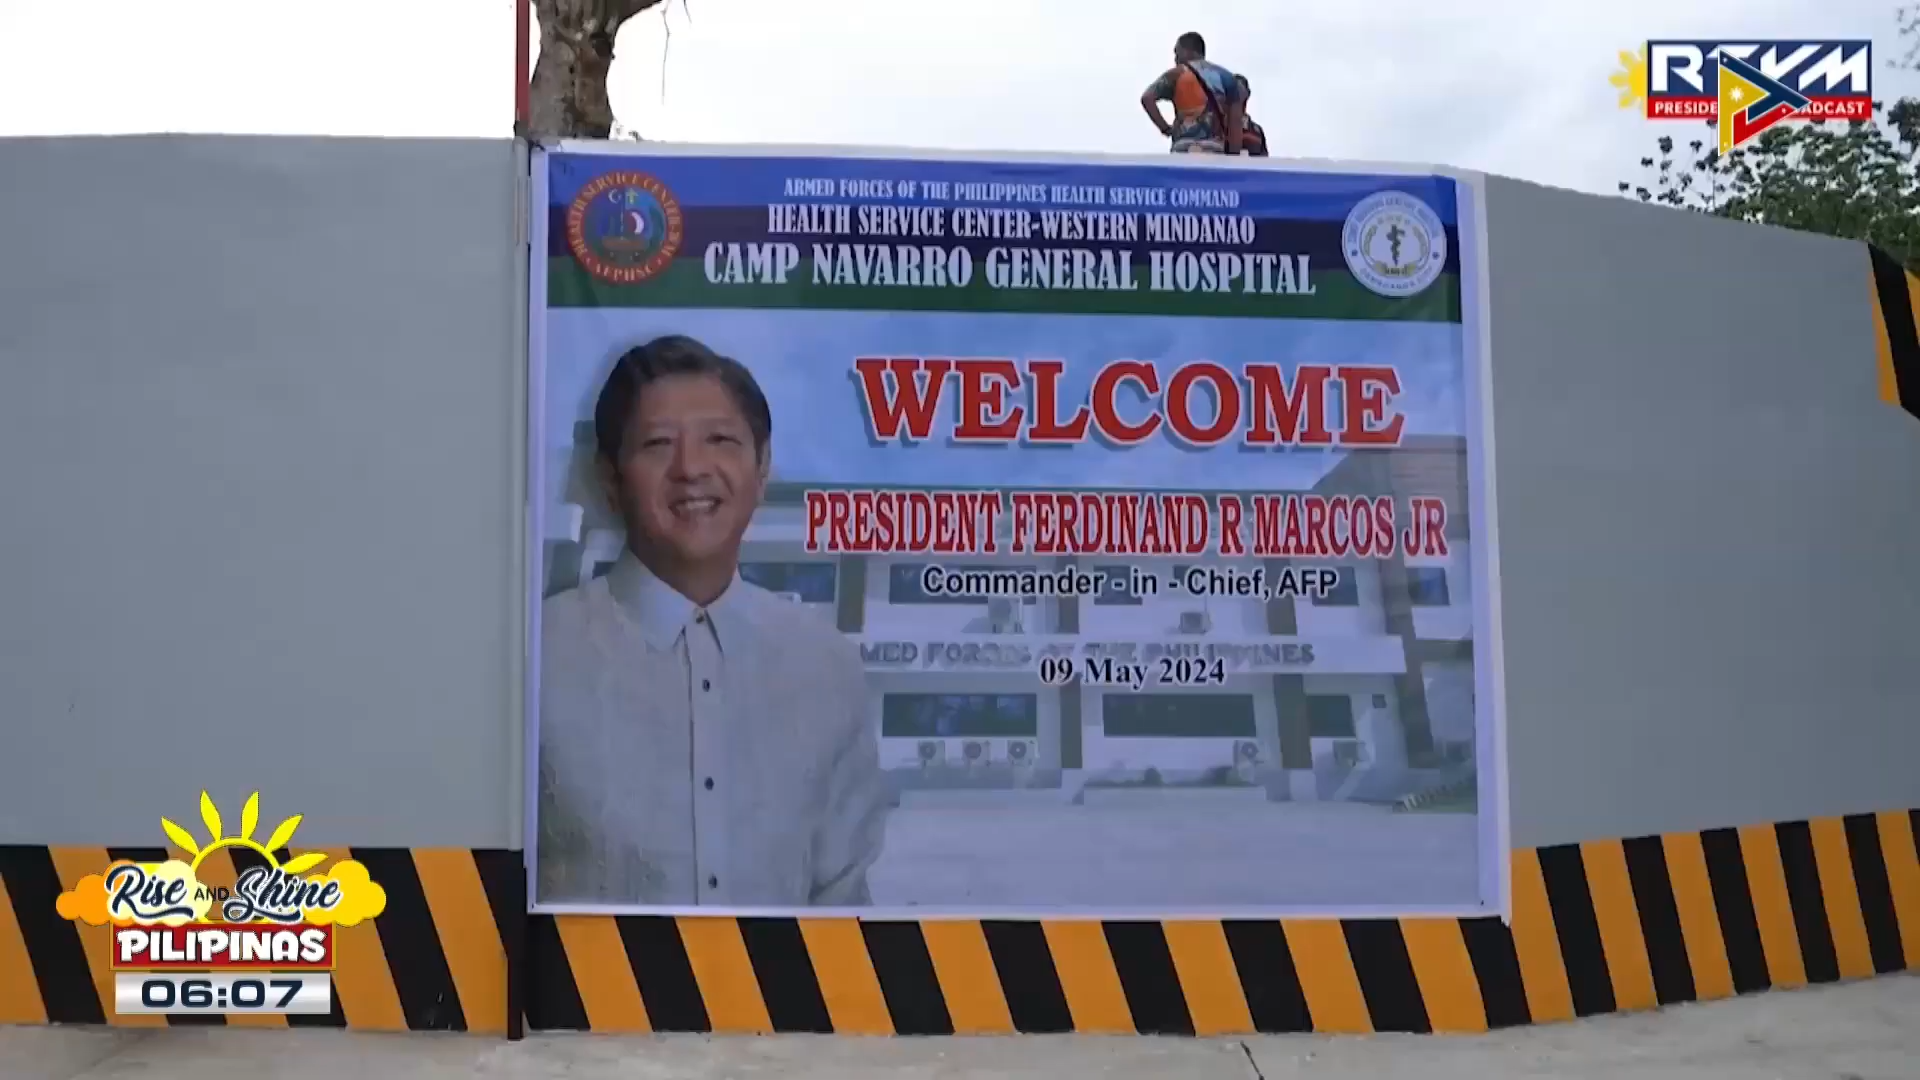 RTVM
ARMED FORCES OF THE PHILIPPINES HEALTH SERVICE COMMAND
HEALTH SERVICE CENTER-WESTERN MINDANAO
CAMP NAVARRO GENERAL HOSPITAL
WELCOME
PRESIDENT FERDINAND R MARCOS JR
Commander - in - Chief, AFP
09 May 2024
Rise AND Shine
PILIPINAS
06:07